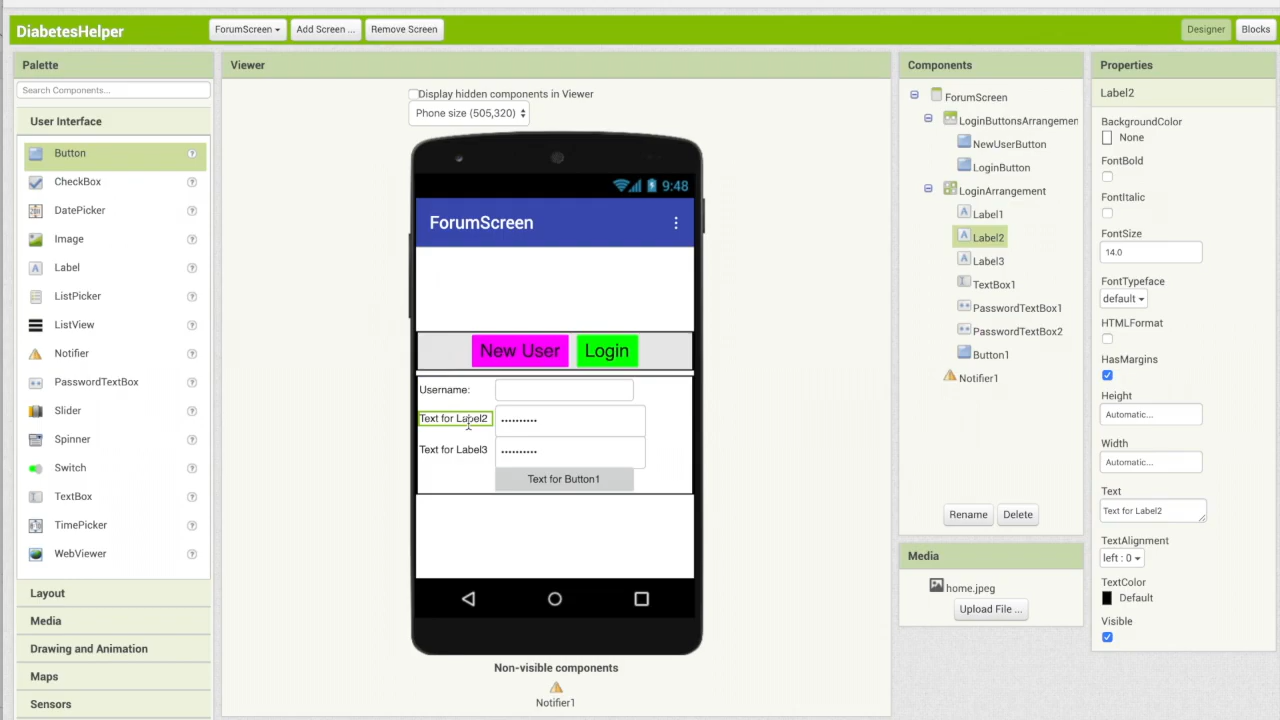 DiabetesHelper
ForumScreen
Add Screen ...
Remove Screen
Designer
Blocks
Palette
Search Components...
User Interface
Button
CheckBox
DatePicker
Image
Label
ListPicker
ListView
Notifier
PasswordTextBox
Slider
Spinner
Switch
TextBox
TimePicker
WebViewer
Layout
Media
Drawing and Animation
Maps
Sensors
Viewer
Display hidden components in Viewer
Phone size (505,320)
9:48
ForumScreen
New User
Login
Username:
Text for Label2
Text for Label3
Text for Button1
Non-visible components
Notifier1
Components
ForumScreen
LoginButtonsArrangemen
NewUserButton
LoginButton
LoginArrangement
Label1
Label2
Label3
TextBox1
PasswordTextBox1
PasswordTextBox2
Button1
Notifier1
Rename
Delete
Media
home.jpeg
Upload File ...
Properties
Label2
BackgroundColor
None
FontBold
FontItalic
FontSize
14.0
FontTypeface
default
HTMLFormat
HasMargins
Height
Automatic...
Width
Automatic...
Text
Text for Label2
TextAlignment
left : 0
TextColor
Default
Visible